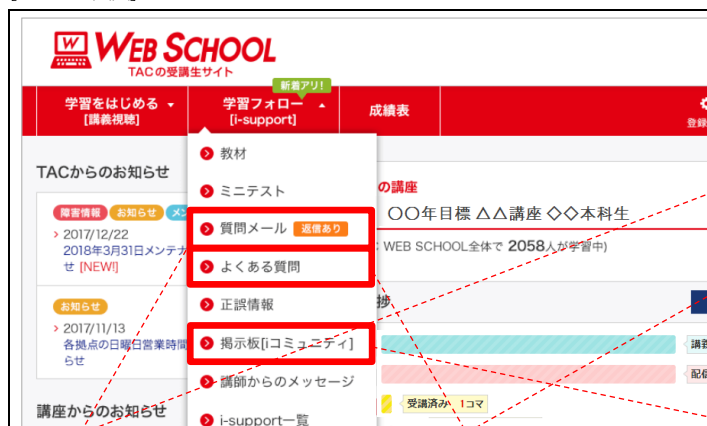 WEB SCHOOL
TACの受講生サイト
新着アリ!
学習をはじめる
[講義視聴]
学習フォロー
[i-support]
成績表
登録
教材
ミニテスト
質問メール 返信あり
よくある質問
正誤情報
掲示板[iコミュニティ]
講師からのメッセージ
i-support一覧
TACからのお知らせ
障害情報 お知らせ
2017/12/22
2018年3月31日メンテナ
せ [NEW!]
お知らせ
2017/11/13
各拠点の日曜日営業時間
らせ
講座からのお知らせ
の講座
〇〇年目標 △△講座 ◇◇本科生
WEB SCHOOL全体で 2058人が学習中)
捗
講義
配信
受講済み 1コマ